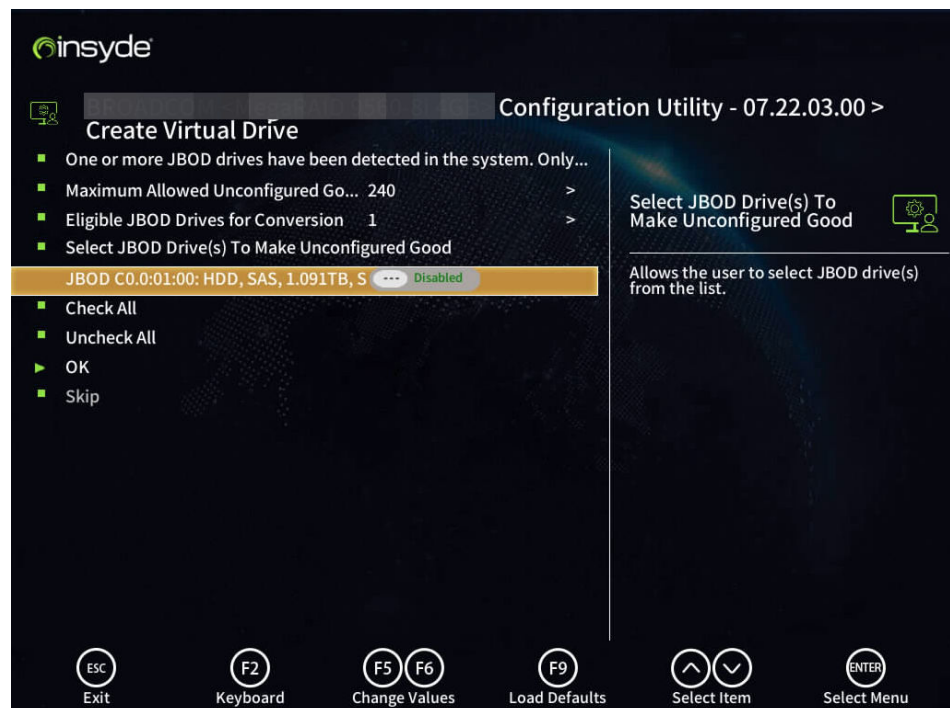 insyde
Configuration Utility - 07.22.03.00 >
Create Virtual Drive
One or more JBOD drives have been detected in the system. Only...
Maximum Allowed Unconfigured Go... 240 >
Eligible JBOD Drives for Conversion 1 >
Select JBOD Drive(s) To Make Unconfigured Good
JBOD C0.0:01:00: HDD, SAS, 1.091TB, S Disabled
Check All
Uncheck All
OK
Skip
Select JBOD Drive(s) To
Make Unconfigured Good
Allows the user to select JBOD drive(s)
from the list.
ESC F2 F5 F6 F9 ENTER
Exit Keyboard Change Values Load Defaults Select Item Select Menu